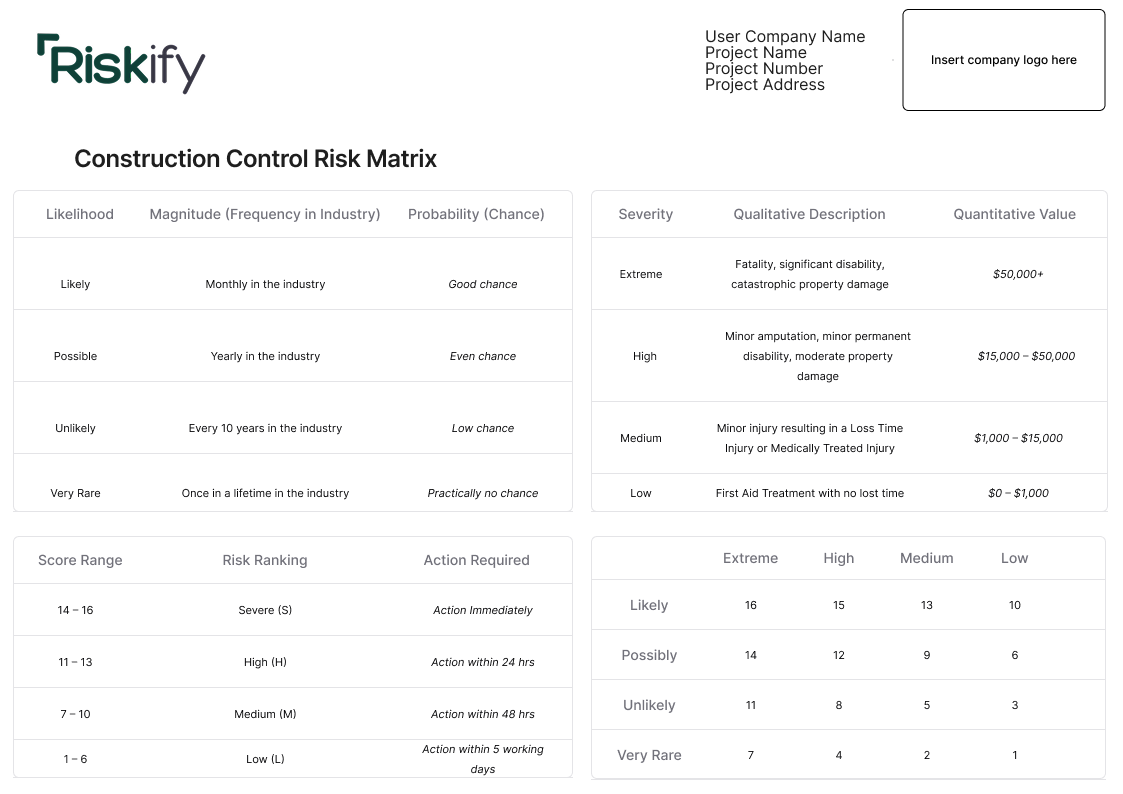 Riskify
User Company Name
Project Name
Project Number
Project Address
Insert company logo here
Construction Control Risk Matrix
Likelihood Magnitude (Frequency in Industry) Probability (Chance)
Likely Monthly in the industry Good chance
Possible Yearly in the industry Even chance
Unlikely Every 10 years in the industry Low chance
Very Rare Once in a lifetime in the industry Practically no chance
Severity Qualitative Description Quantitative Value
Extreme Fatality, significant disability,
catastrophic property damage $50,000+
Minor amputation, minor permanent
High disability, moderate property $15,000 – $50,000
damage
Medium Minor injury resulting in a Loss Time
Injury or Medically Treated Injury $1,000 – $15,000
Low First Aid Treatment with no lost time $0 – $1,000
Score Range Risk Ranking Action Required
14 – 16 Severe (S) Action Immediately
11 – 13 High (H) Action within 24 hrs
7 – 10 Medium (M) Action within 48 hrs
1 – 6 Low (L) Action within 5 working
days
Extreme High Medium Low
Likely 16 15 13 10
Possibly 14 12 9 6
Unlikely 11 8 5 3
Very Rare 7 4 2 1